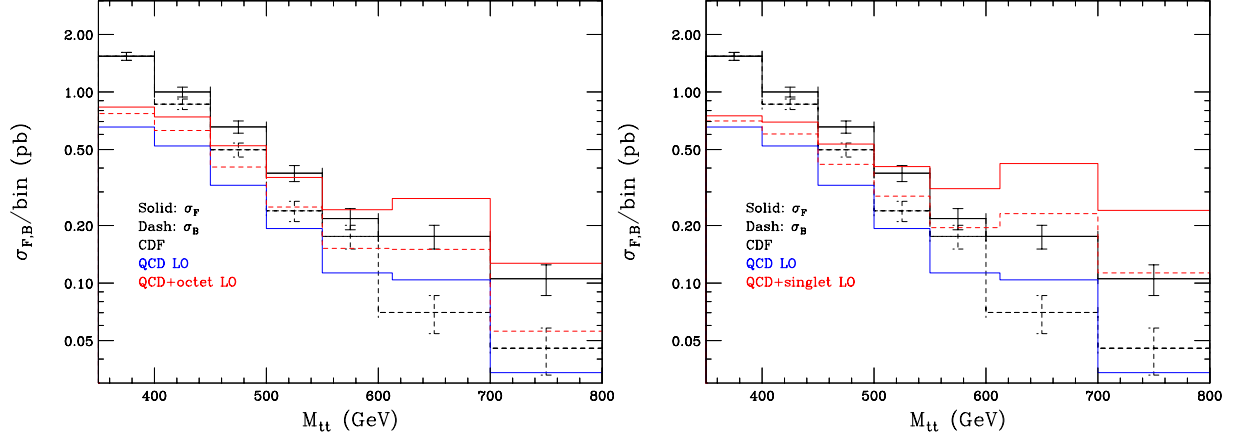 2.00
1.00
0.50
0.20
0.10
0.05
σF,B/bin (pb)
Solid: σF
Dash: σB
CDF
QCD LO
QCD+octet LO
400 500 600 700 800
Mtt (GeV)
2.00
1.00
0.50
0.20
0.10
0.05
σF,B/bin (pb)
Solid: σF
Dash: σB
CDF
QCD LO
QCD+singlet LO
400 500 600 700 800
Mtt (GeV)